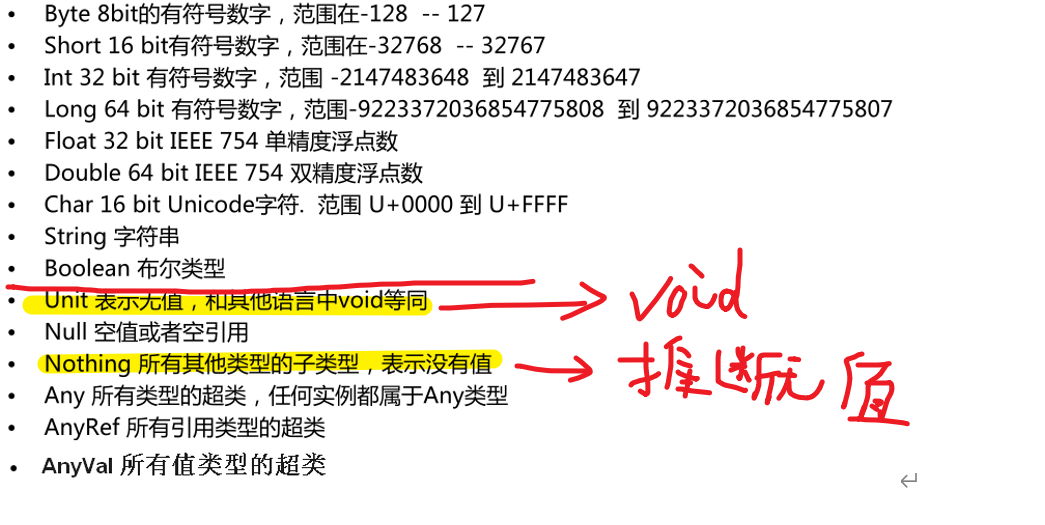 • Byte 8bit的有符号数字，范围在-128 -- 127
• Short 16 bit有符号数字，范围在-32768 -- 32767
• Int 32 bit 有符号数字，范围 -2147483648 到 2147483647
• Long 64 bit 有符号数字，范围-9223372036854775808 到 9223372036854775807
• Float 32 bit IEEE 754 单精度浮点数
• Double 64 bit IEEE 754 双精度浮点数
• Char 16 bit Unicode字符. 范围 U+0000 到 U+FFFF
• String 字符串
• Boolean 布尔类型
• Unit 表示无值，和其他语言中void等同 → void
• Null 空值或者空引用
• Nothing 所有其他类型的子类型，表示没有值 → 推断无值
• Any 所有类型的超类，任何实例都属于Any类型
• AnyRef 所有引用类型的超类
• AnyVal 所有值类型的超类